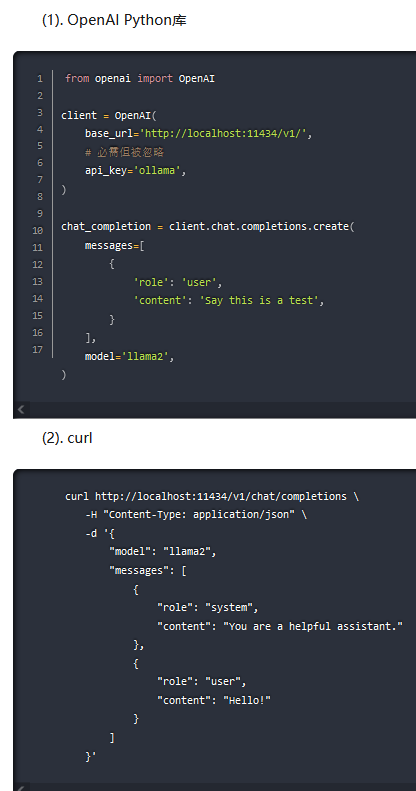 (1). OpenAI Python库
1 from openai import OpenAI
2
3 client = OpenAI(
4 base_url='http://localhost:11434/v1/',
5 # 必需但被忽略
6 api_key='ollama',
7 )
8
9 chat_completion = client.chat.completions.create(
10 messages=[
11 {
12 'role': 'user',
13 'content': 'Say this is a test',
14 }
15 ],
16 model='llama2',
17 )
(2). curl
curl http://localhost:11434/v1/chat/completions \
-H "Content-Type: application/json" \
-d '{
"model": "llama2",
"messages": [
{
"role": "system",
"content": "You are a helpful assistant."
},
{
"role": "user",
"content": "Hello!"
}
]
}'